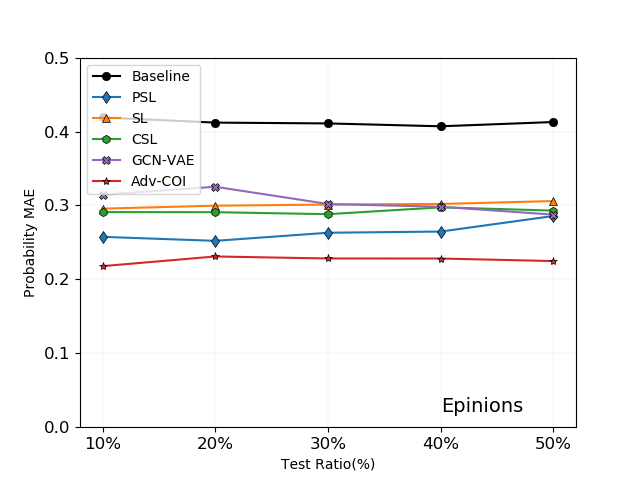 0.5
0.4
0.3
0.2
0.1
0.0
Probability MAE
Baseline
PSL
SL
CSL
GCN-VAE
Adv-COI
Epinions
10% 20% 30% 40% 50%
Test Ratio(%)